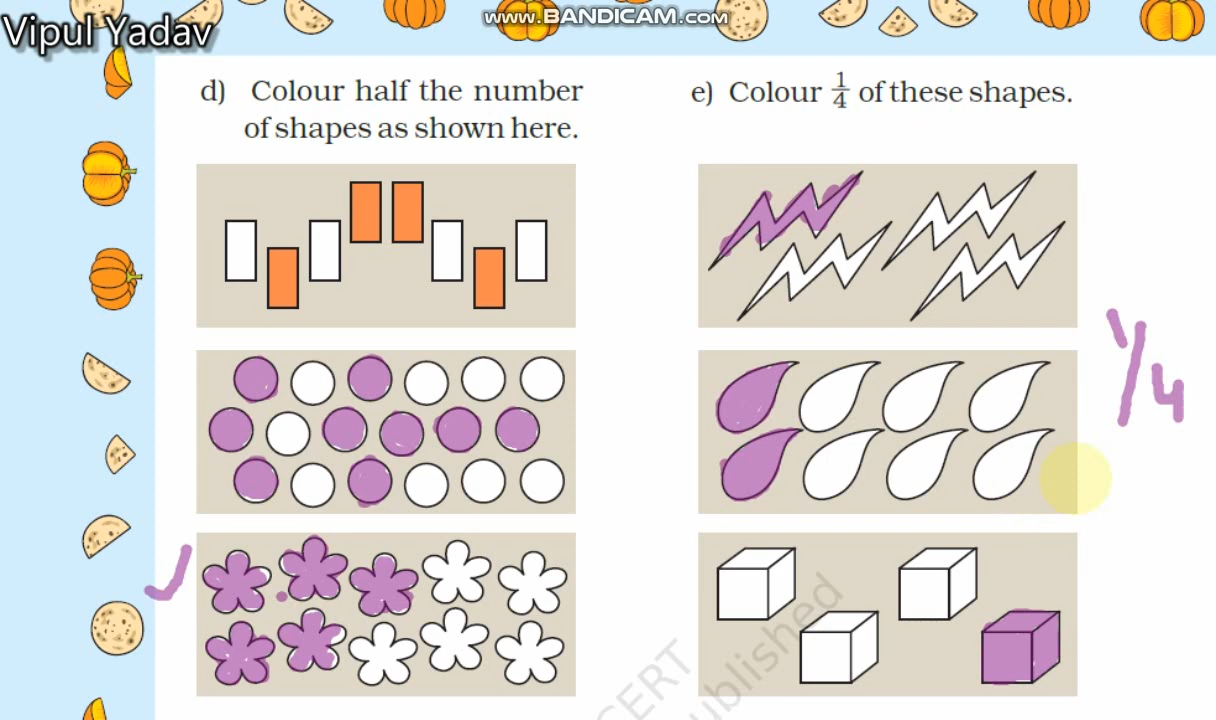 www.BANDICAM.com
Vipul Yadav
d) Colour half the number
of shapes as shown here.
e) Colour 1/4 of these shapes.
1/4